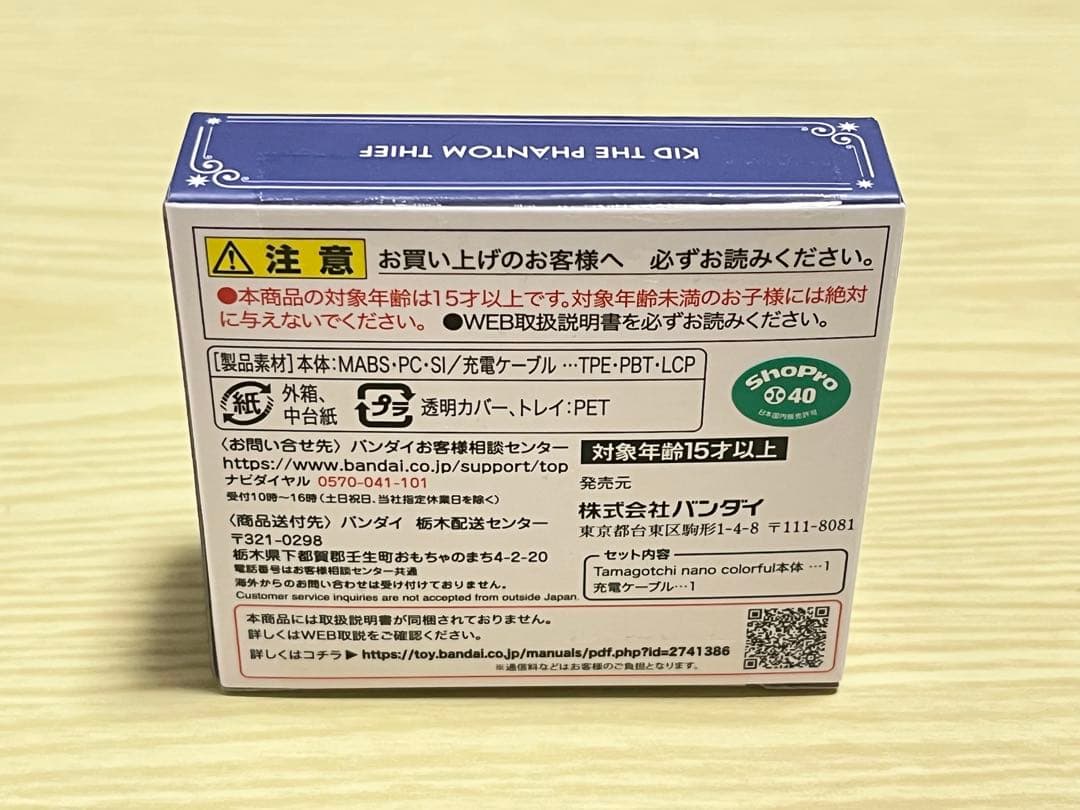 KID THE PHANTOM THIEF
注意 お買い上げのお客様へ 必ずお読みください。
●本商品の対象年齢は15才以上です。対象年齢未満のお子様には絶対
に与えないでください。 ●WEB取扱説明書を必ずお読みください。
[製品素材]本体:MABS・PC・SI/充電ケーブル …TPE・PBT・LCP
紙 外箱、
中台紙
プラ 透明カバー、トレイ:PET
ShoPro
40
日本国内販売許可
〈お問い合せ先〉バンダイお客様相談センター
https://www.bandai.co.jp/support/top
ナビダイヤル 0570-041-101
受付10時〜16時(土日祝日、当社指定休業日を除く)
〈商品送付先〉バンダイ 栃木配送センター
〒321-0298
栃木県下都賀郡壬生町おもちゃのまち4-2-20
電話番号はお客様相談センター共通
海外からのお問い合わせは受け付けておりません。
Customer service inquiries are not accepted from outside Japan.
対象年齢15才以上
発売元
株式会社バンダイ
東京都台東区駒形1-4-8 〒111-8081
セット内容
Tamagotchi nano colorful本体 …1
充電ケーブル…1
本商品には取扱説明書が同梱されておりません。
詳しくはWEB取説をご確認ください。
詳しくはコチラ▶ https://toy.bandai.co.jp/manuals/pdf.php?id=2741386
※通信料などはお客様のご負担となります。